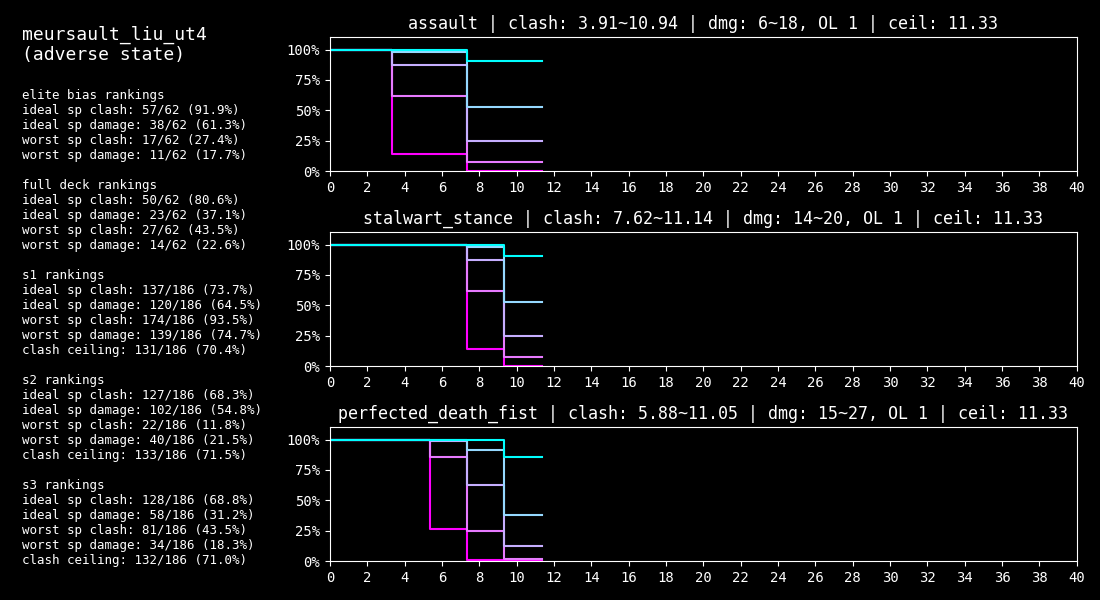 meursault_liu_ut4
(adverse state)
elite bias rankings
ideal sp clash: 57/62 (91.9%)
ideal sp damage: 38/62 (61.3%)
worst sp clash: 17/62 (27.4%)
worst sp damage: 11/62 (17.7%)
full deck rankings
ideal sp clash: 50/62 (80.6%)
ideal sp damage: 23/62 (37.1%)
worst sp clash: 27/62 (43.5%)
worst sp damage: 14/62 (22.6%)
s1 rankings
ideal sp clash: 137/186 (73.7%)
ideal sp damage: 120/186 (64.5%)
worst sp clash: 174/186 (93.5%)
worst sp damage: 139/186 (74.7%)
clash ceiling: 131/186 (70.4%)
s2 rankings
ideal sp clash: 127/186 (68.3%)
ideal sp damage: 102/186 (54.8%)
worst sp clash: 22/186 (11.8%)
worst sp damage: 40/186 (21.5%)
clash ceiling: 133/186 (71.5%)
s3 rankings
ideal sp clash: 128/186 (68.8%)
ideal sp damage: 58/186 (31.2%)
worst sp clash: 81/186 (43.5%)
worst sp damage: 34/186 (18.3%)
clash ceiling: 132/186 (71.0%)
assault | clash: 3.91~10.94 | dmg: 6~18, OL 1 | ceil: 11.33
100%
75%
50%
25%
0%
0 2 4 6 8 10 12 14 16 18 20 22 24 26 28 30 32 34 36 38 40
stalwart_stance | clash: 7.62~11.14 | dmg: 14~20, OL 1 | ceil: 11.33
100%
75%
50%
25%
0%
0 2 4 6 8 10 12 14 16 18 20 22 24 26 28 30 32 34 36 38 40
perfected_death_fist | clash: 5.88~11.05 | dmg: 15~27, OL 1 | ceil: 11.33
100%
75%
50%
25%
0%
0 2 4 6 8 10 12 14 16 18 20 22 24 26 28 30 32 34 36 38 40